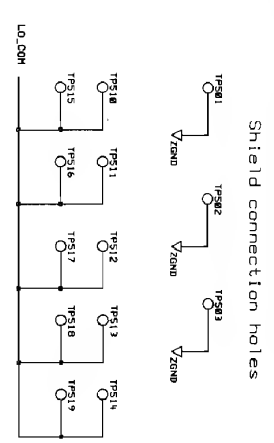 Shield connection holes
TP501
ZGND
TP502
ZGND
TP503
ZGND
TP510
TP511
TP512
TP513
TP514
TP515
TP516
TP517
TP518
TP519
LO_COM